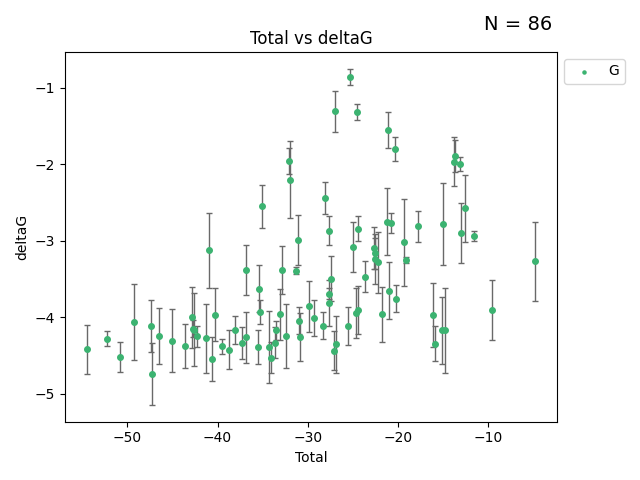 N = 86
Total vs deltaG
G
−1
−2
−3
−4
−5
deltaG
−50
−40
−30
−20
−10
Total